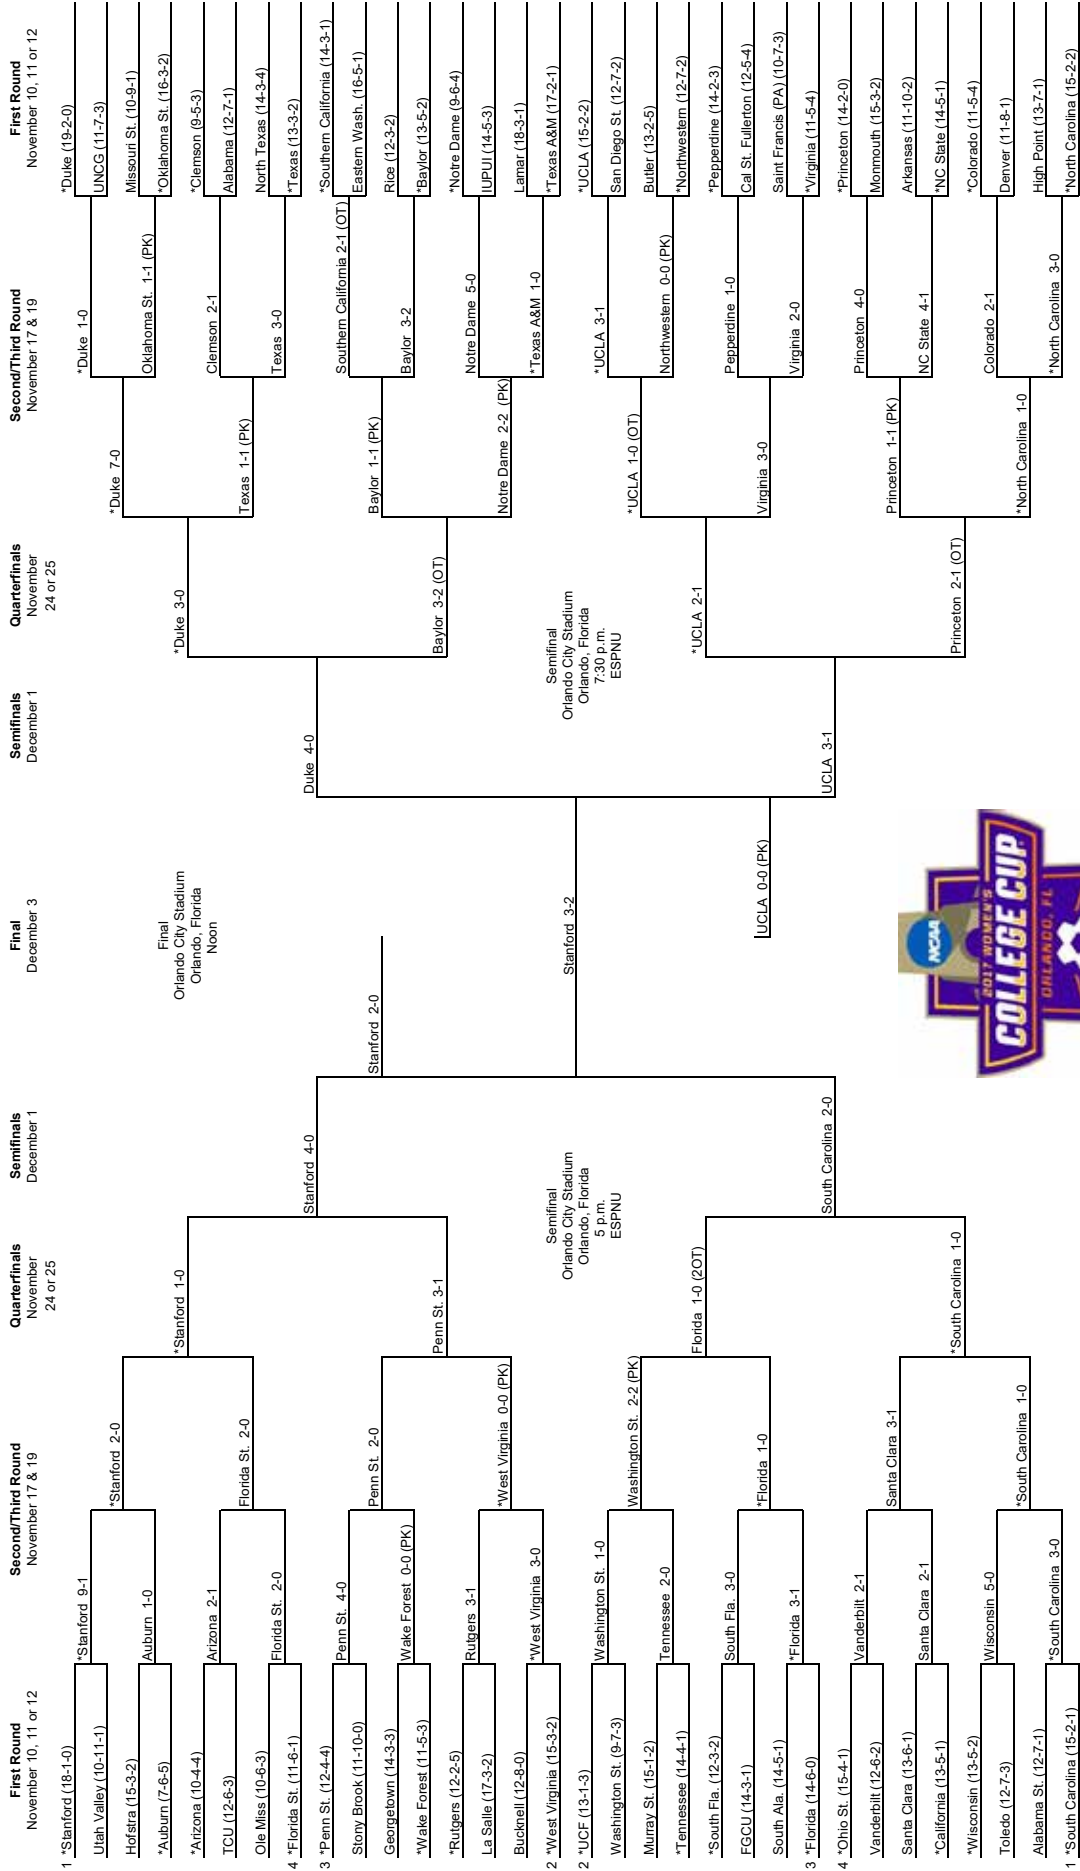 First Round
November 10, 11 or 12
Second/Third Round
November 17 & 19
Quarterfinals
November
24 or 25
Semifinals
December 1
Final
December 3
Semifinals
December 1
Quarterfinals
November
24 or 25
Second/Third Round
November 17 & 19
First Round
November 10, 11 or 12
1 *Stanford (18-1-0)
Utah Valley (10-11-1)
Hofstra (15-3-2)
*Auburn (7-6-5)
*Arizona (10-4-4)
TCU (12-6-3)
Ole Miss (10-6-3)
4 *Florida St. (11-6-1)
3 *Penn St. (12-4-4)
Stony Brook (11-10-0)
Georgetown (14-3-3)
*Wake Forest (11-5-3)
*Rutgers (12-2-5)
La Salle (17-3-2)
Bucknell (12-8-0)
2 *West Virginia (15-3-2)
2 *UCF (13-1-3)
Washington St. (9-7-3)
Murray St. (15-1-2)
*Tennessee (14-4-1)
*South Fla. (12-3-2)
FGCU (14-3-1)
South Ala. (14-5-1)
3 *Florida (14-6-0)
4 *Ohio St. (15-4-1)
Vanderbilt (12-6-2)
Santa Clara (13-6-1)
*California (13-5-1)
*Wisconsin (13-5-2)
Toledo (12-7-3)
Alabama St. (12-7-1)
1 *South Carolina (15-2-1)
*Stanford 9-1
Auburn 1-0
Arizona 2-1
Florida St. 2-0
Penn St. 4-0
Wake Forest 0-0 (PK)
Rutgers 3-1
*West Virginia 3-0
Washington St. 1-0
Tennessee 2-0
South Fla. 3-0
*Florida 3-1
Vanderbilt 2-1
Santa Clara 2-1
Wisconsin 5-0
*South Carolina 3-0
*Stanford 2-0
Florida St. 2-0
Penn St. 2-0
*West Virginia 0-0 (PK)
Washington St. 2-2 (PK)
*Florida 1-0
Santa Clara 3-1
*South Carolina 1-0
*Stanford 1-0
Penn St. 3-1
Florida 1-0 (2OT)
*South Carolina 1-0
Stanford 4-0
Semifinal
Orlando City Stadium
Orlando, Florida
5 p.m.
ESPNU
South Carolina 2-0
Stanford 2-0
Final
Orlando City Stadium
Orlando, Florida
Noon
Stanford 3-2
UCLA 0-0 (PK)
NCAA
2017 WOMEN'S
COLLEGE CUP
ORLANDO, FL
Duke 4-0
UCLA 3-1
Semifinal
Orlando City Stadium
Orlando, Florida
7:30 p.m.
ESPNU
*Duke 3-0
Baylor 3-2 (OT)
*UCLA 2-1
Princeton 2-1 (OT)
*Duke 7-0
Texas 1-1 (PK)
Baylor 1-1 (PK)
Notre Dame 2-2 (PK)
*UCLA 1-0 (OT)
Virginia 3-0
Princeton 1-1 (PK)
*North Carolina 1-0
*Duke 1-0
Oklahoma St. 1-1 (PK)
Clemson 2-1
Texas 3-0
Southern California 2-1 (OT)
Baylor 3-2
Notre Dame 5-0
*Texas A&M 1-0
*UCLA 3-1
Northwestern 0-0 (PK)
Pepperdine 1-0
Virginia 2-0
Princeton 4-0
NC State 4-1
Colorado 2-1
*North Carolina 3-0
*Duke (19-2-0)
UNCG (11-7-3)
Missouri St. (10-9-1)
*Oklahoma St. (16-3-2)
*Clemson (9-5-3)
Alabama (12-7-1)
North Texas (14-3-4)
*Texas (13-3-2)
*Southern California (14-3-1)
Eastern Wash. (16-5-1)
Rice (12-3-2)
*Baylor (13-5-2)
*Notre Dame (9-6-4)
IUPUI (14-5-3)
Lamar (18-3-1)
*Texas A&M (17-2-1)
*UCLA (15-2-2)
San Diego St. (12-7-2)
Butler (13-2-5)
*Northwestern (12-7-2)
*Pepperdine (14-2-3)
Cal St. Fullerton (12-5-4)
Saint Francis (PA) (10-7-3)
*Virginia (11-5-4)
*Princeton (14-2-0)
Monmouth (15-3-2)
Arkansas (11-10-2)
*NC State (14-5-1)
*Colorado (11-5-4)
Denver (11-8-1)
High Point (13-7-1)
*North Carolina (15-2-2)